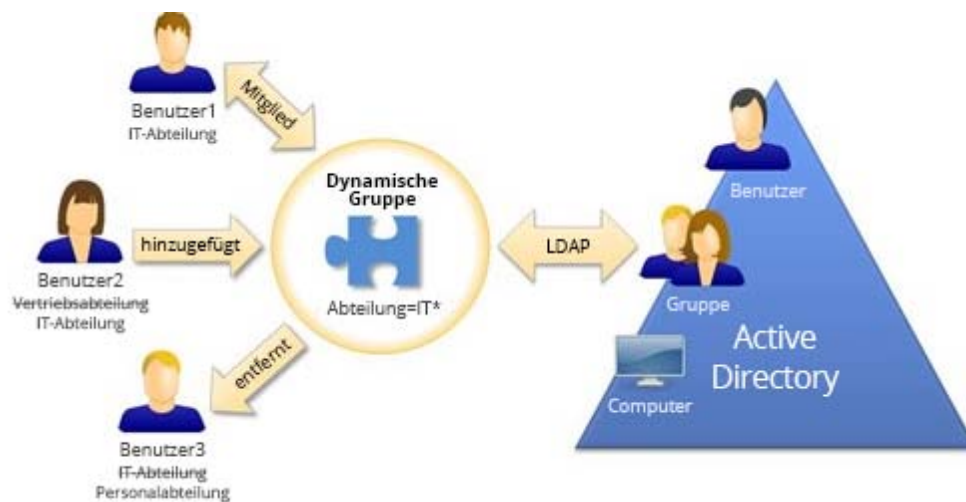 Benutzer1
IT-Abteilung
Mitglied
Benutzer2
Vertriebsabteilung
IT-Abteilung
hinzugefügt
Benutzer3
IT-Abteilung
Personalabteilung
entfernt
Dynamische
Gruppe
Abteilung=IT*
LDAP
Benutzer
Gruppe
Computer
Active
Directory